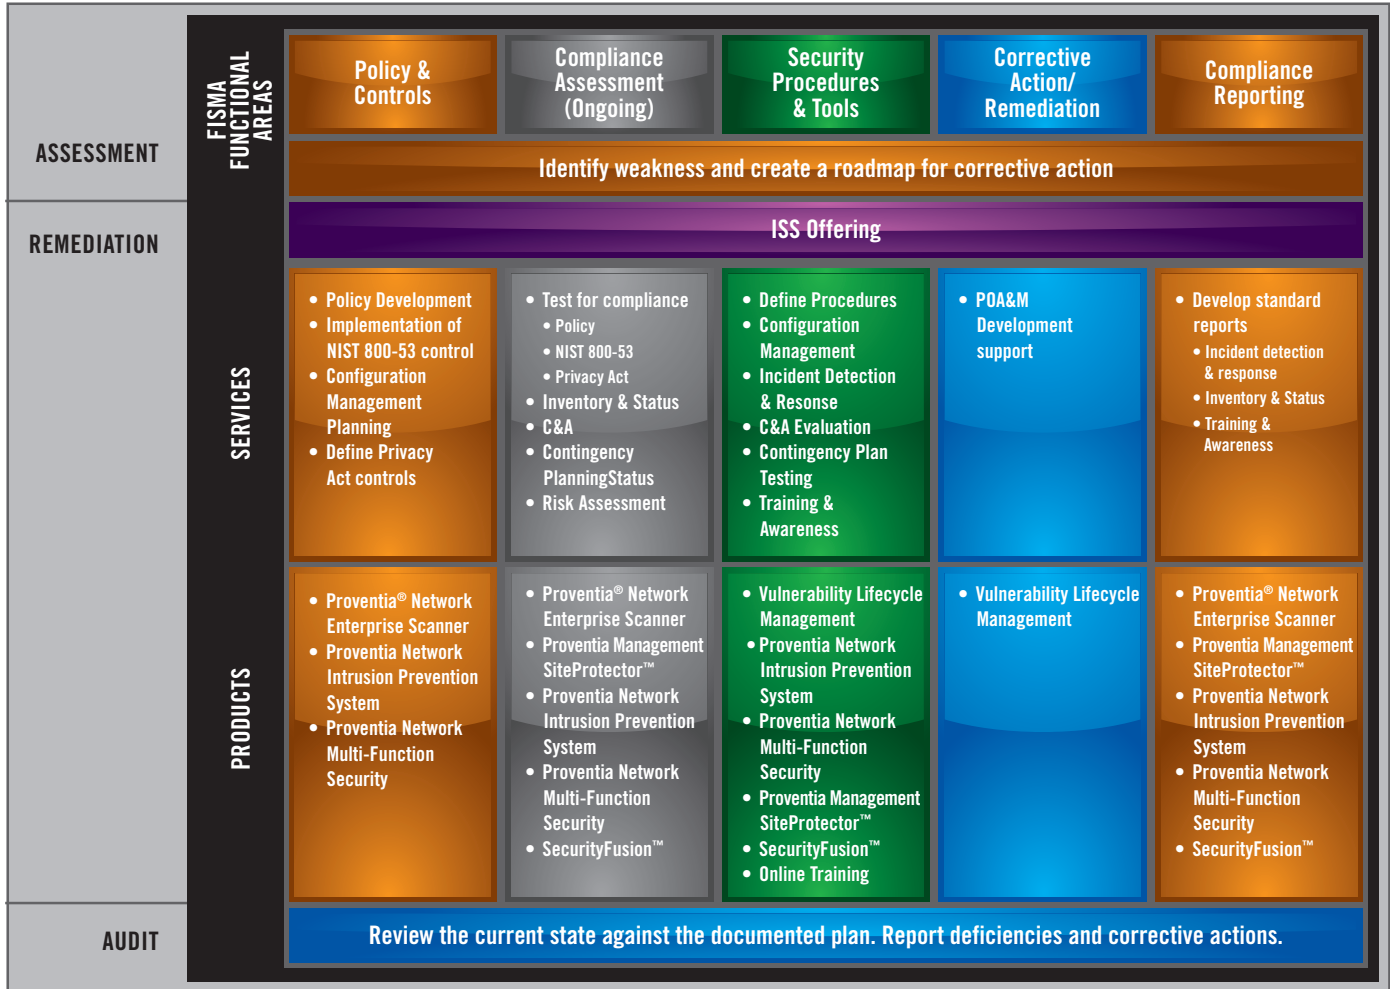 FISMA
FUNCTIONAL
AREAS
Policy &
Controls
Compliance
Assessment
(Ongoing)
Security
Procedures
& Tools
Corrective
Action/
Remediation
Compliance
Reporting
ASSESSMENT
Identify weakness and create a roadmap for corrective action
REMEDIATION
ISS Offering
SERVICES
• Policy Development
• Implementation of
NIST 800-53 control
• Configuration
Management
Planning
• Define Privacy
Act controls
• Test for compliance
• Policy
• NIST 800-53
• Privacy Act
• Inventory & Status
• C&A
• Contingency
PlanningStatus
• Risk Assessment
• Define Procedures
• Configuration
Management
• Incident Detection
& Resonse
• C&A Evaluation
• Contingency Plan
Testing
• Training &
Awareness
• POA&M
Development
support
• Develop standard
reports
• Incident detection
& response
• Inventory & Status
• Training &
Awareness
PRODUCTS
• Proventia® Network
Enterprise Scanner
• Proventia Network
Intrusion Prevention
System
• Proventia Network
Multi-Function
Security
• Proventia® Network
Enterprise Scanner
• Proventia Management
SiteProtector™
• Proventia Network
Intrusion Prevention
System
• Proventia Network
Multi-Function
Security
• SecurityFusion™
• Vulnerability Lifecycle
Management
• Proventia Network
Intrusion Prevention
System
• Proventia Network
Multi-Function
Security
• Proventia Management
SiteProtector™
• SecurityFusion™
• Online Training
• Vulnerability Lifecycle
Management
• Proventia® Network
Enterprise Scanner
• Proventia Management
SiteProtector™
• Proventia Network
Intrusion Prevention
System
• Proventia Network
Multi-Function
Security
• SecurityFusion™
AUDIT
Review the current state against the documented plan. Report deficiencies and corrective actions.